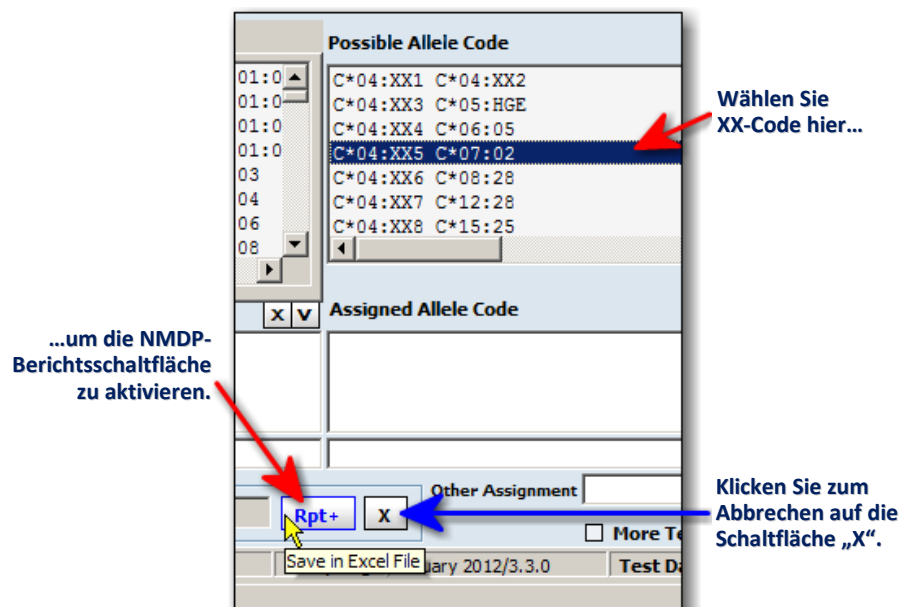 Possible Allele Code
01:0
01:0
01:0
01:0
03
04
06
08
C*04:XX1 C*04:XX2
C*04:XX3 C*05:HGE
C*04:XX4 C*06:05
C*04:XX5 C*07:02
C*04:XX6 C*08:28
C*04:XX7 C*12:28
C*04:XX8 C*15:25
Wählen Sie
XX-Code hier…
X V
Assigned Allele Code
…um die NMDP-
Berichtsschaltfläche
zu aktivieren.
Other Assignment
Rpt+ X
More Te
Klicken Sie zum
Abbrechen auf die
Schaltfläche „X“.
Save in Excel File
uary 2012/3.3.0
Test Da